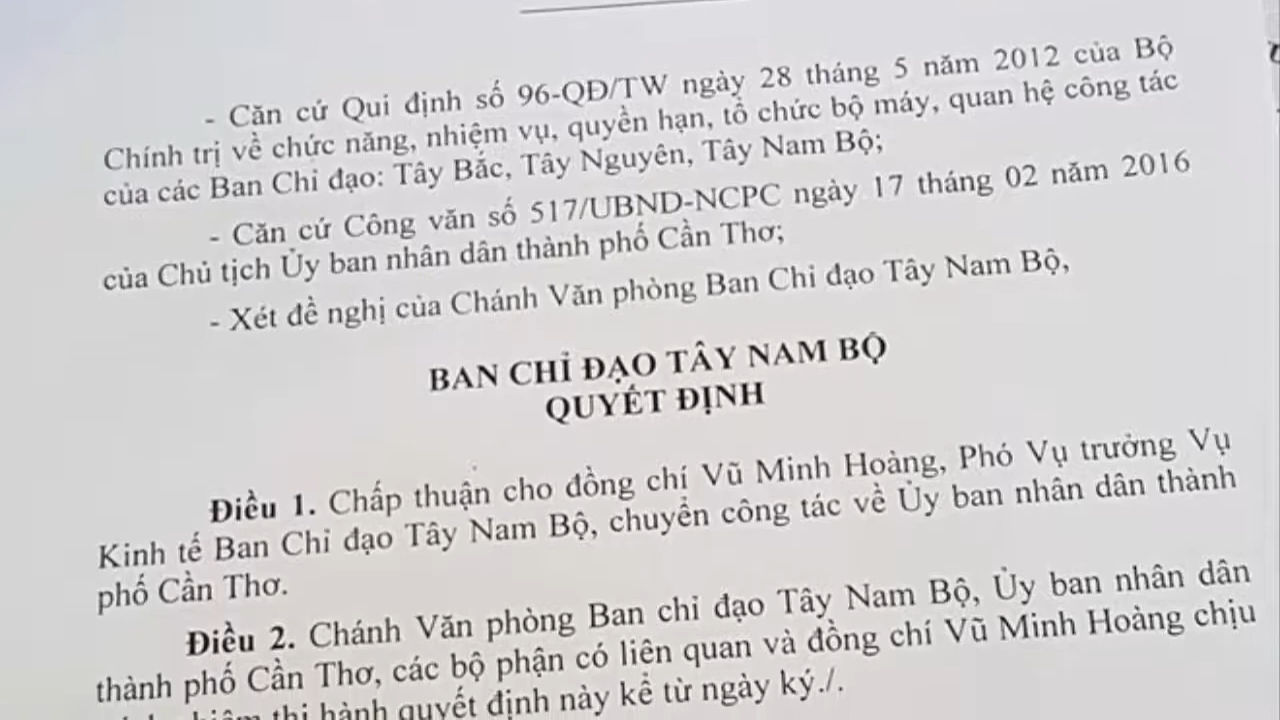 - Căn cứ Qui định số 96-QĐ/TW ngày 28 tháng 5 năm 2012 của Bộ
Chính trị về chức năng, nhiệm vụ, quyền hạn, tổ chức bộ máy, quan hệ công tác
của các Ban Chỉ đạo: Tây Bắc, Tây Nguyên, Tây Nam Bộ;
- Căn cứ Công văn số 517/UBND-NCPC ngày 17 tháng 02 năm 2016
của Chủ tịch Ủy ban nhân dân thành phố Cần Thơ;
- Xét đề nghị của Chánh Văn phòng Ban Chỉ đạo Tây Nam Bộ,
BAN CHỈ ĐẠO TÂY NAM BỘ
QUYẾT ĐỊNH
Điều 1. Chấp thuận cho đồng chí Vũ Minh Hoàng, Phó Vụ trưởng Vụ
Kinh tế Ban Chỉ đạo Tây Nam Bộ, chuyển công tác về Ủy ban nhân dân thành
phố Cần Thơ.
Điều 2. Chánh Văn phòng Ban chỉ đạo Tây Nam Bộ, Ủy ban nhân dân
thành phố Cần Thơ, các bộ phận có liên quan và đồng chí Vũ Minh Hoàng chịu
thi hành quyết định này kể từ ngày ký./.